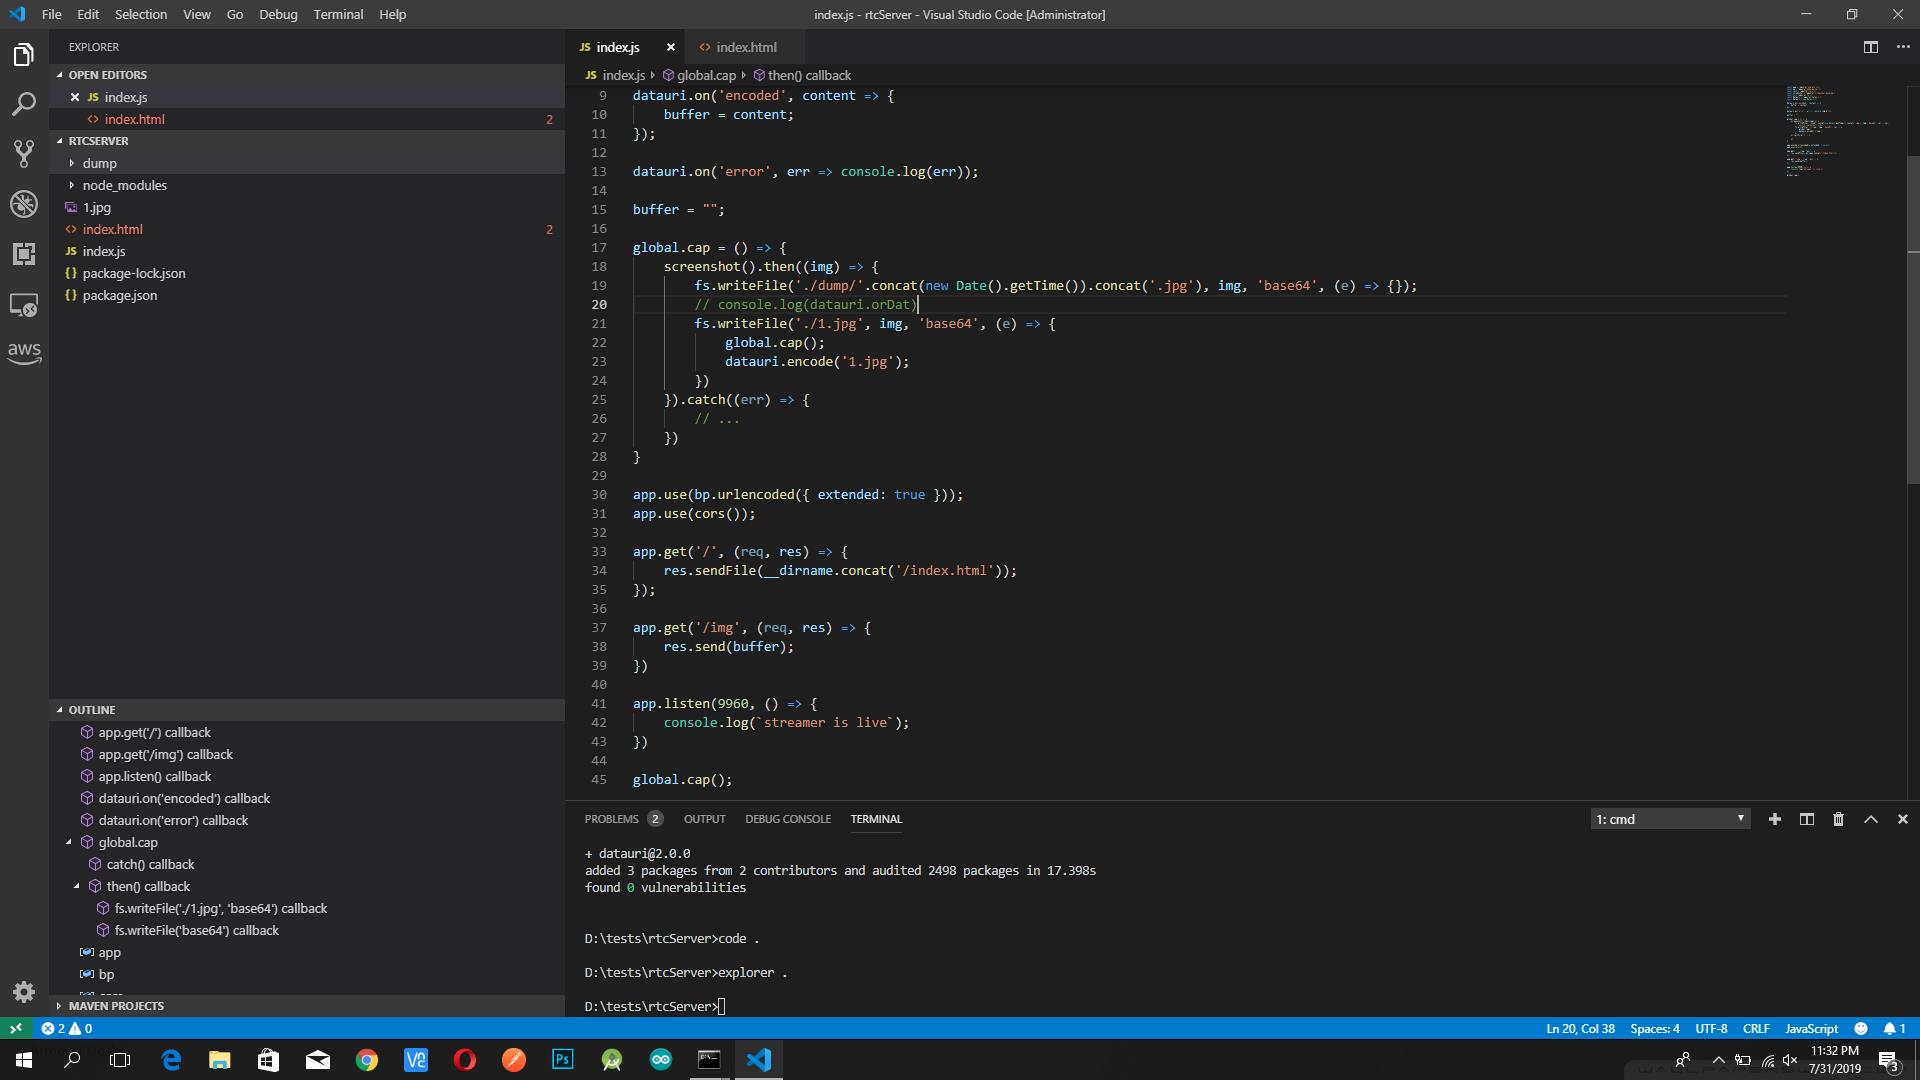 File Edit Selection View Go Debug Terminal Help
index.js - rtcServer - Visual Studio Code [Administrator]
EXPLORER
OPEN EDITORS
JS index.js
<> index.html 2
RTCSERVER
dump
node_modules
1.jpg
<> index.html 2
JS index.js
{} package-lock.json
{} package.json
aws
OUTLINE
app.get('/') callback
app.get('/img') callback
app.listen() callback
datauri.on('encoded') callback
datauri.on('error') callback
global.cap
catch() callback
then() callback
fs.writeFile('./1.jpg', 'base64') callback
fs.writeFile('base64') callback
app
bp
MAVEN PROJECTS
JS index.js <> index.html
JS index.js global.cap then() callback
9 datauri.on('encoded', content => {
10 buffer = content;
11 });
12
13 datauri.on('error', err => console.log(err));
14
15 buffer = "";
16
17 global.cap = () => {
18 screenshot().then((img) => {
19 fs.writeFile('./dump/'.concat(new Date().getTime()).concat('.jpg'), img, 'base64', (e) => {});
20 // console.log(datauri.orDat)
21 fs.writeFile('./1.jpg', img, 'base64', (e) => {
22 global.cap();
23 datauri.encode('1.jpg');
24 })
25 }).catch((err) => {
26 // ...
27 })
28 }
29
30 app.use(bp.urlencoded({ extended: true }));
31 app.use(cors());
32
33 app.get('/', (req, res) => {
34 res.sendFile(__dirname.concat('/index.html'));
35 });
36
37 app.get('/img', (req, res) => {
38 res.send(buffer);
39 })
40
41 app.listen(9960, () => {
42 console.log(`streamer is live`);
43 })
44
45 global.cap();
PROBLEMS 2 OUTPUT DEBUG CONSOLE TERMINAL 1: cmd
+ datauri@2.0.0
added 3 packages from 2 contributors and audited 2498 packages in 17.398s
found 0 vulnerabilities
D:\tests\rtcServer>code .
D:\tests\rtcServer>explorer .
D:\tests\rtcServer>
2 0 Ln 20, Col 38 Spaces: 4 UTF-8 CRLF JavaScript 1
Ps
11:32 PM
7/31/2019
3